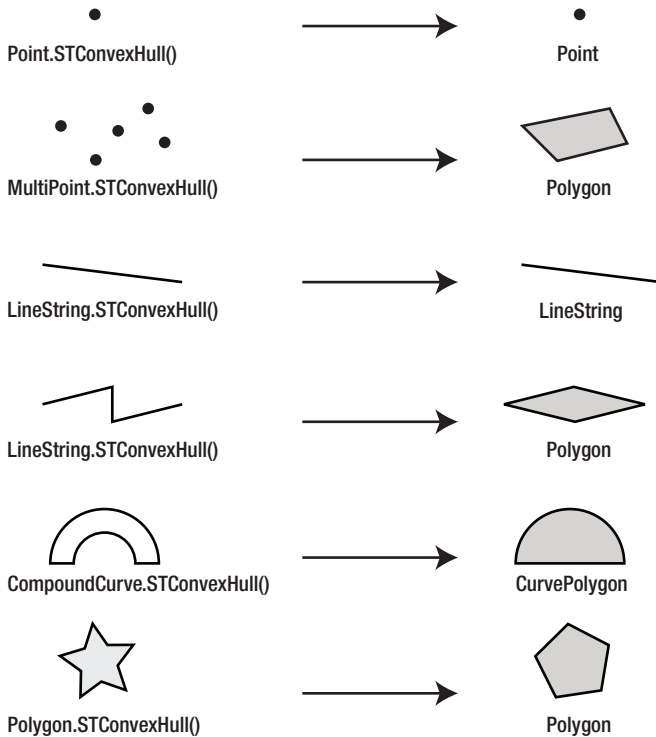 Point.STConvexHull()
Point
MultiPoint.STConvexHull()
Polygon
LineString.STConvexHull()
LineString
LineString.STConvexHull()
Polygon
CompoundCurve.STConvexHull()
CurvePolygon
Polygon.STConvexHull()
Polygon